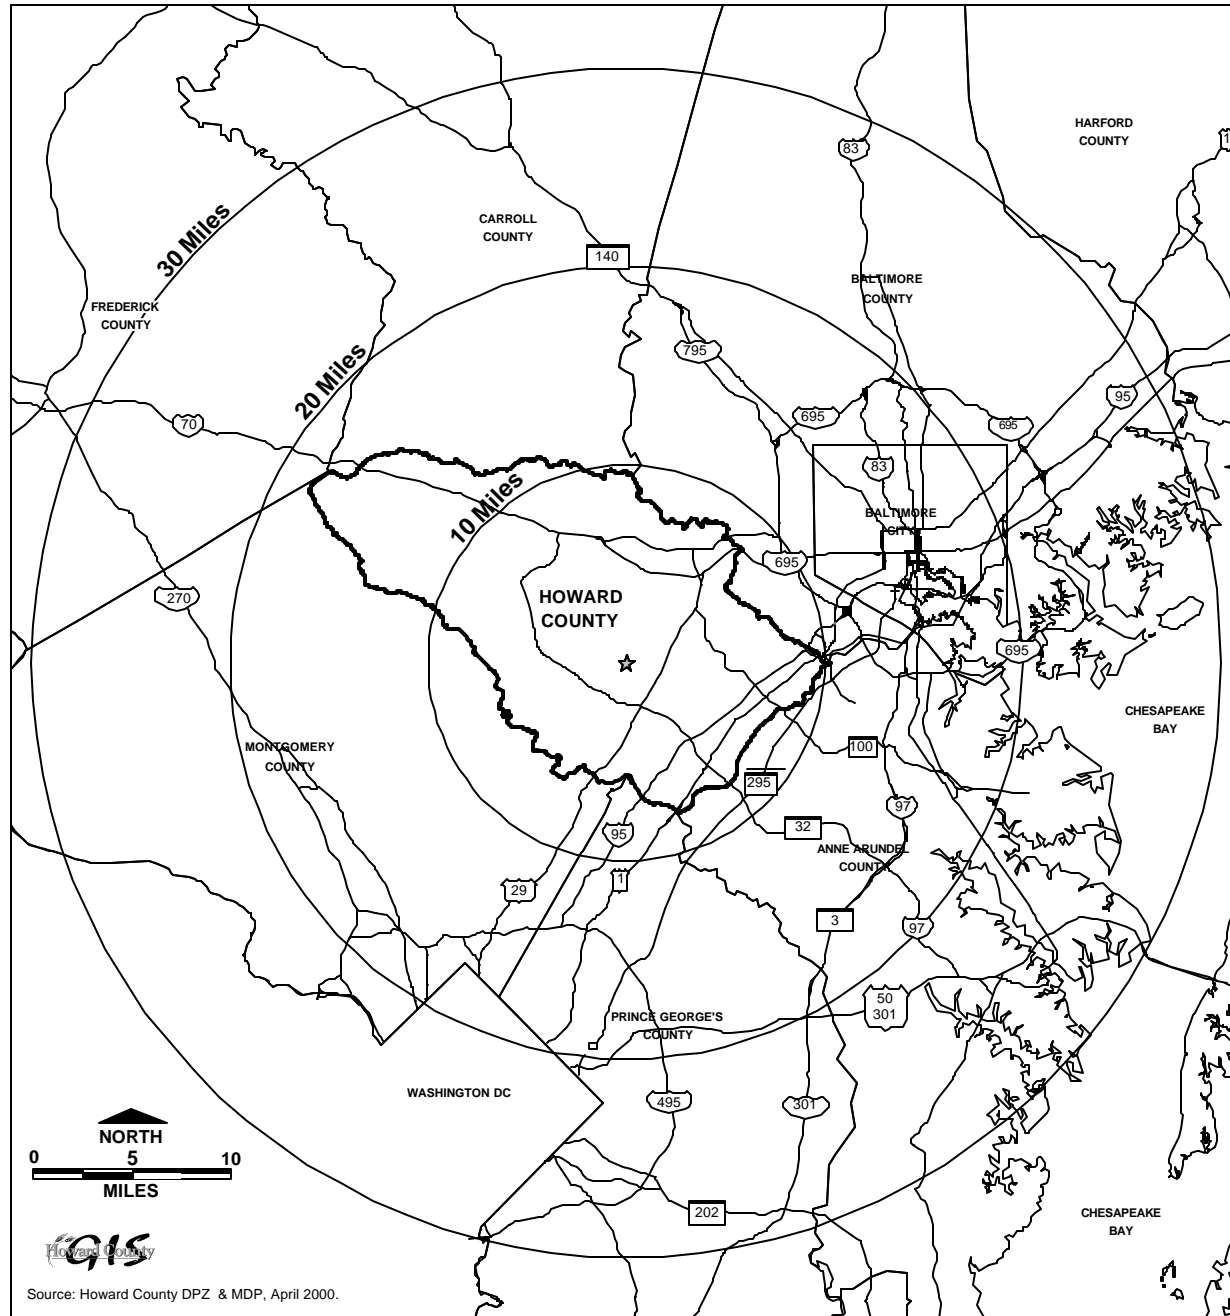 HARFORD
COUNTY
1
83
CARROLL
COUNTY
30 Miles
140
BALTIMORE
COUNTY
FREDERICK
COUNTY
795
20 Miles
95
695
695
70
83
10 Miles
BALTIMORE
CITY
695
HOWARD
COUNTY
270
695
CHESAPEAKE
BAY
MONTGOMERY
COUNTY
100
295
97
32
95
ANNE ARUNDEL
COUNTY
29
1
3
97
50
301
PRINCE GEORGE'S
COUNTY
WASHINGTON DC
495
301
NORTH
0 5 10
MILES
202
CHESAPEAKE
BAY
Howard County
GIS
Source: Howard County DPZ & MDP, April 2000.